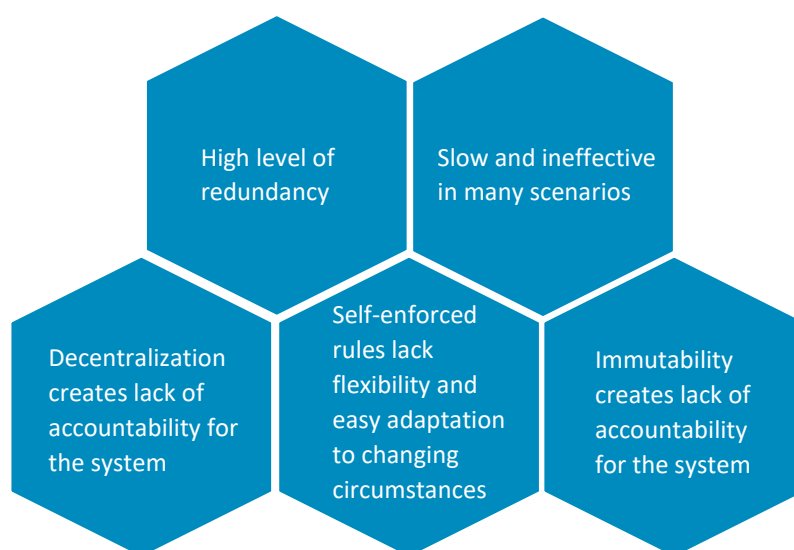 High level of
redundancy
Slow and ineffective
in many scenarios
Decentralization
creates lack of
accountability for
the system
Self-enforced
rules lack
flexibility and
easy adaptation
to changing
circumstances
Immutability
creates lack of
accountability
for the system